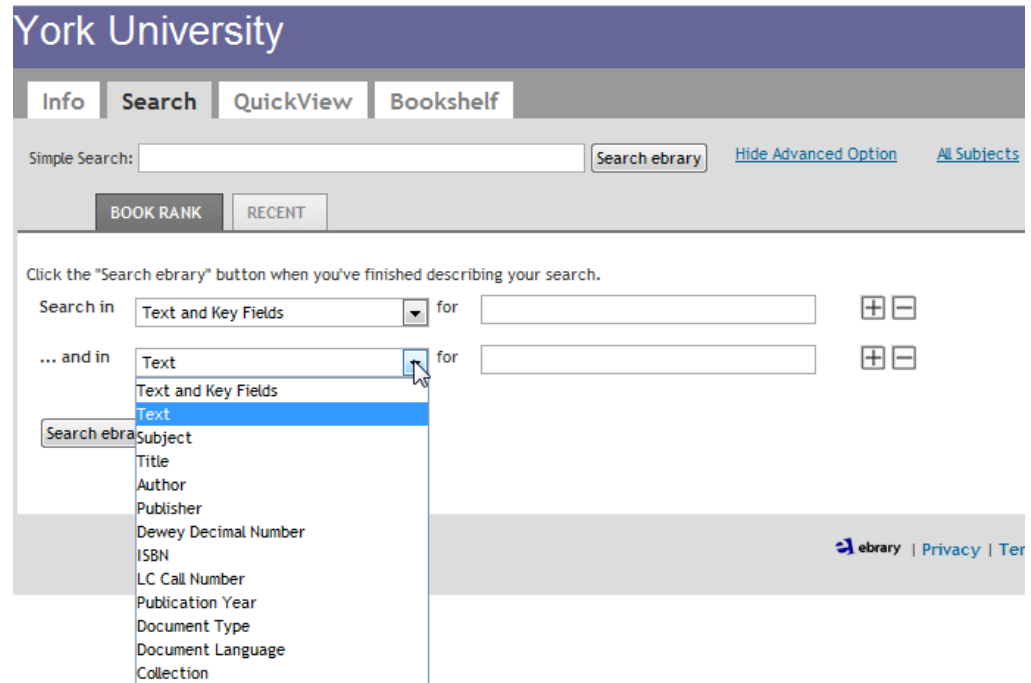 York University
Info Search QuickView Bookshelf
Simple Search: Search ebrary Hide Advanced Option All Subjects
BOOK RANK RECENT
Click the "Search ebrary" button when you've finished describing your search.
Search in Text and Key Fields for
... and in Text for
Text and Key Fields
Text
Search ebra
Subject
Title
Author
Publisher
Dewey Decimal Number
ISBN
ebrary | Privacy | Ter
LC Call Number
Publication Year
Document Type
Document Language
Collection